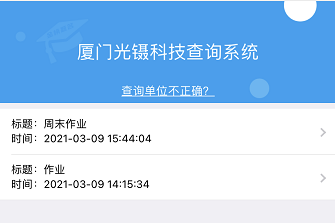 厦门光镊科技查询系统
查询单位不正确?
标题：周末作业
时间：2021-03-09 15:44:04
标题：作业
时间：2021-03-09 14:15:34